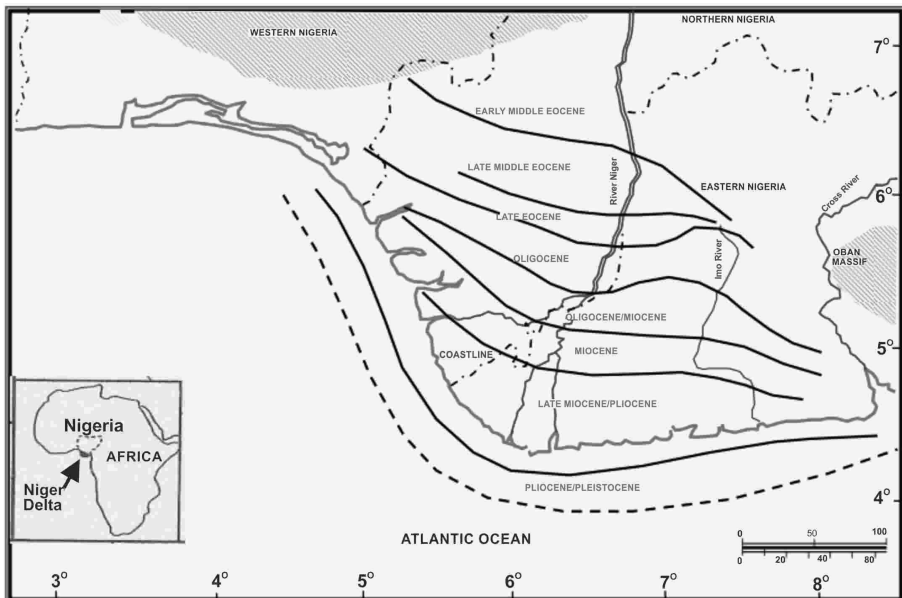 NORTHERN NIGERIA
WESTERN NIGERIA
7°
EARLY MIDDLE EOCENE
LATE MIDDLE EOCENE
River Niger
EASTERN NIGERIA
Cross River
6°
LATE EOCENE
OLIGOCENE
Imo River
OBAN
MASSIF
OLIGOCENE/MIOCENE
MIOCENE
COASTLINE
5°
LATE MIOCENE/PLIOCENE
Nigeria
AFRICA
Niger
Delta
PLIOCENE/PLEISTOCENE
4°
ATLANTIC OCEAN
0 50 100
0 20 40 80
3° 4° 5° 6° 7° 8°